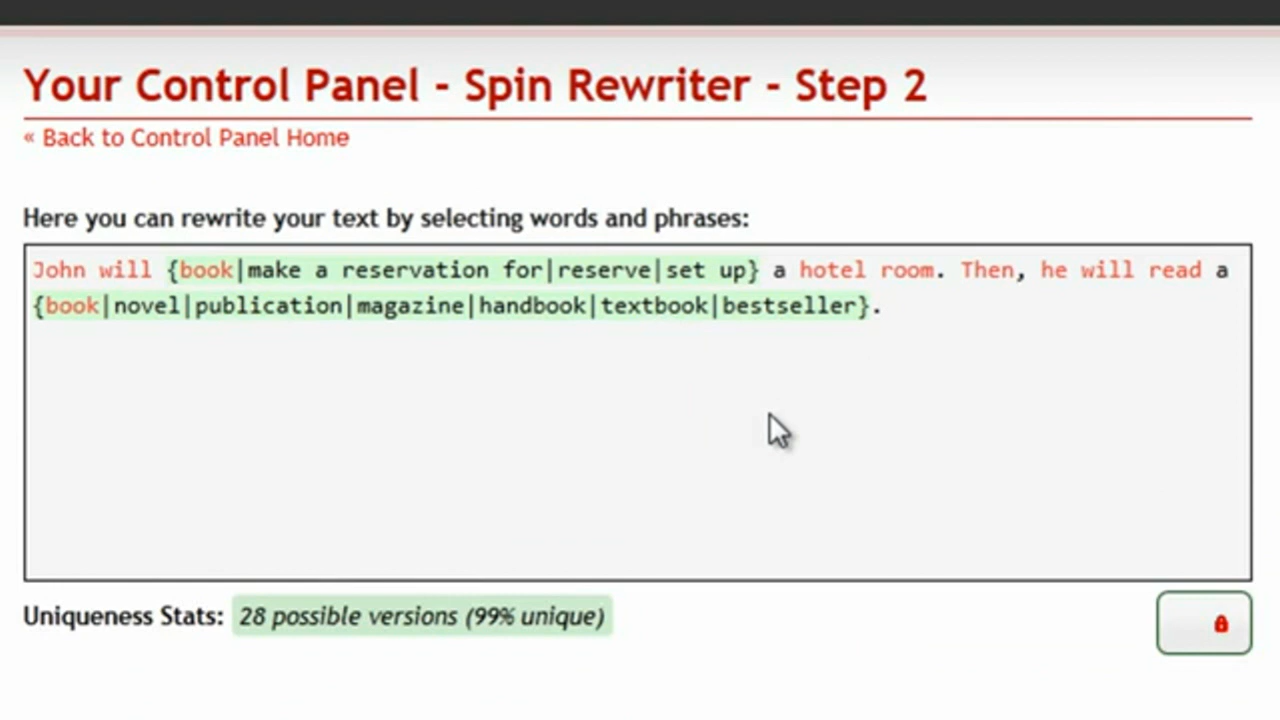 Your Control Panel - Spin Rewriter - Step 2
« Back to Control Panel Home
Here you can rewrite your text by selecting words and phrases:
John will {book|make a reservation for|reserve|set up} a hotel room. Then, he will read a
{book|novel|publication|magazine|handbook|textbook|bestseller}.
Uniqueness Stats: 28 possible versions (99% unique)